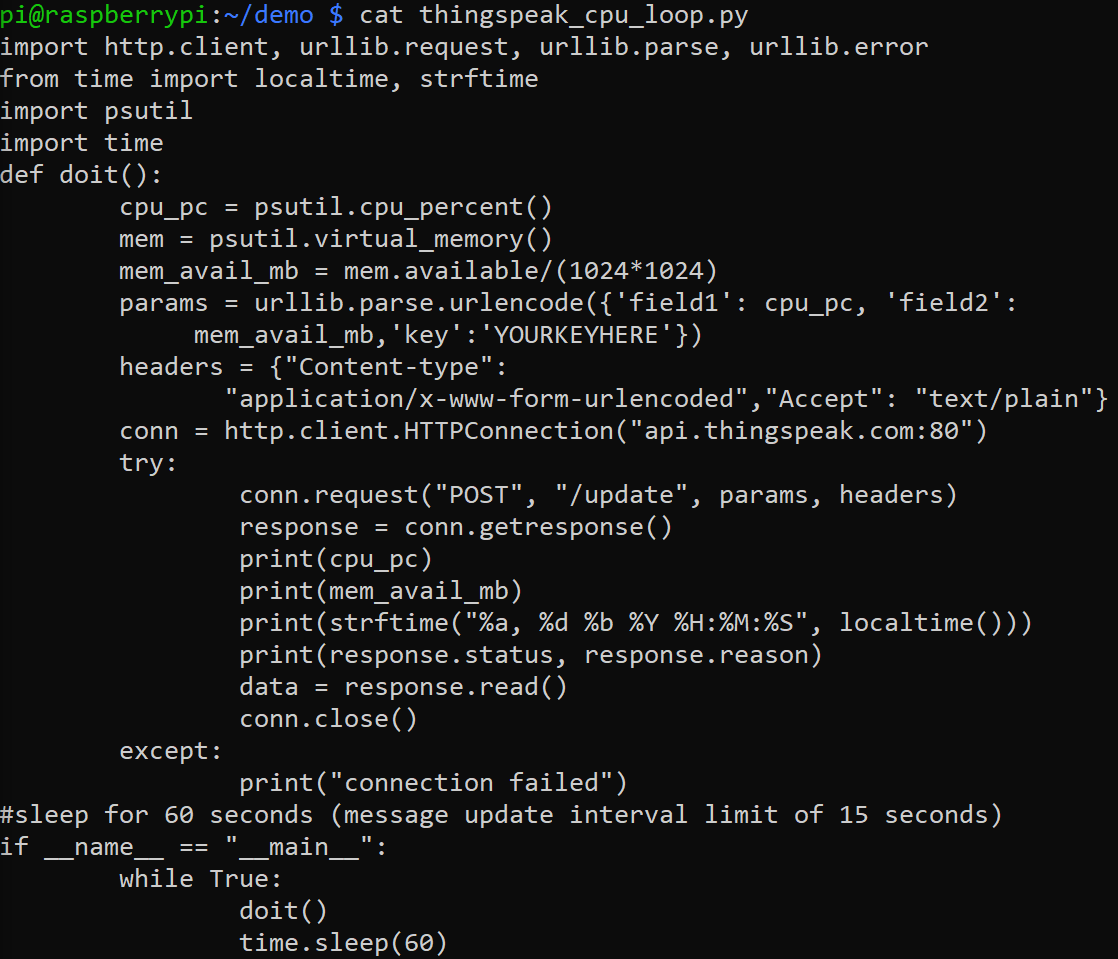 pi@raspberrypi:~/demo $ cat thingspeak_cpu_loop.py
import http.client, urllib.request, urllib.parse, urllib.error
from time import localtime, strftime
import psutil
import time
def doit():
        cpu_pc = psutil.cpu_percent()
        mem = psutil.virtual_memory()
        mem_avail_mb = mem.available/(1024*1024)
        params = urllib.parse.urlencode({'field1': cpu_pc, 'field2':
             mem_avail_mb,'key':'YOURKEYHERE'})
        headers = {"Content-type":
               "application/x-www-form-urlencoded","Accept": "text/plain"}
        conn = http.client.HTTPConnection("api.thingspeak.com:80")
        try:
                conn.request("POST", "/update", params, headers)
                response = conn.getresponse()
                print(cpu_pc)
                print(mem_avail_mb)
                print(strftime("%a, %d %b %Y %H:%M:%S", localtime()))
                print(response.status, response.reason)
                data = response.read()
                conn.close()
        except:
                print("connection failed")
#sleep for 60 seconds (message update interval limit of 15 seconds)
if __name__ == "__main__":
        while True:
                doit()
                time.sleep(60)